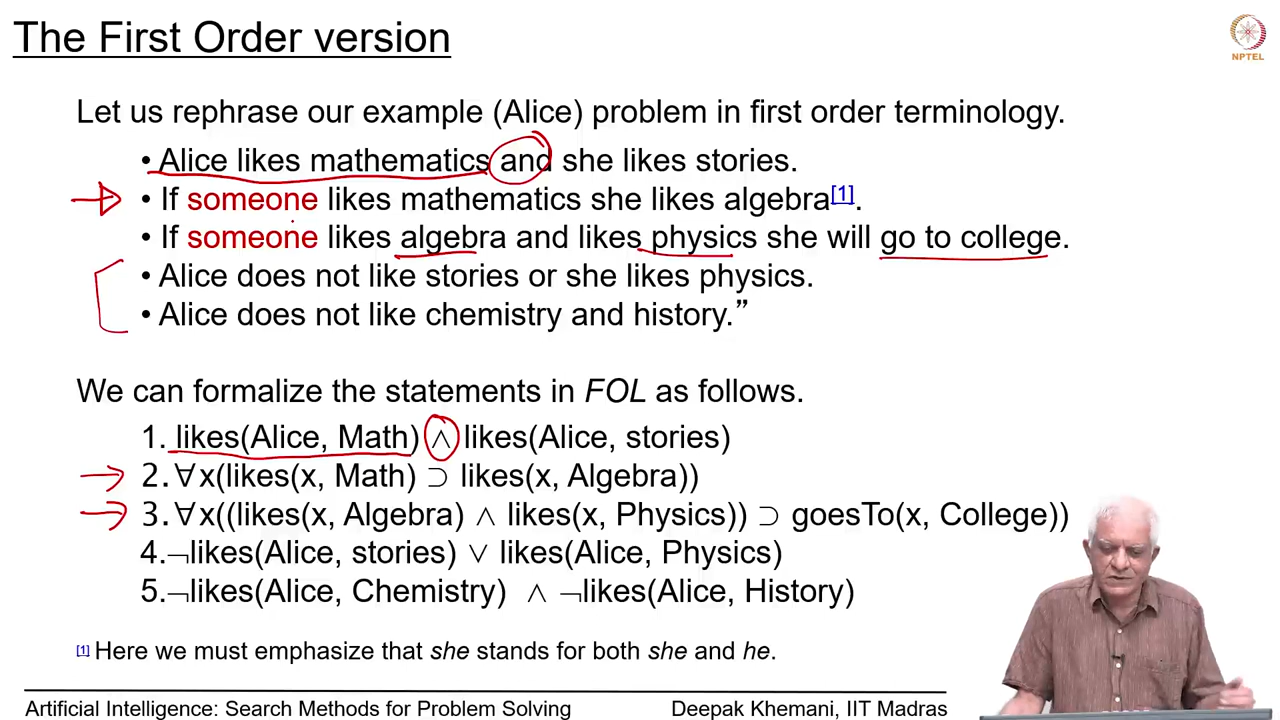 The First Order version
NPTEL
Let us rephrase our example (Alice) problem in first order terminology.
• Alice likes mathematics and she likes stories.
• If someone likes mathematics she likes algebra[1].
• If someone likes algebra and likes physics she will go to college.
• Alice does not like stories or she likes physics.
• Alice does not like chemistry and history.”
We can formalize the statements in FOL as follows.
1. likes(Alice, Math) ∧ likes(Alice, stories)
2. ∀x(likes(x, Math) ⊃ likes(x, Algebra))
3. ∀x((likes(x, Algebra) ∧ likes(x, Physics)) ⊃ goesTo(x, College))
4.¬likes(Alice, stories) ∨ likes(Alice, Physics)
5.¬likes(Alice, Chemistry) ∧ ¬likes(Alice, History)
[1] Here we must emphasize that she stands for both she and he.
Artificial Intelligence: Search Methods for Problem Solving Deepak Khemani, IIT Madras